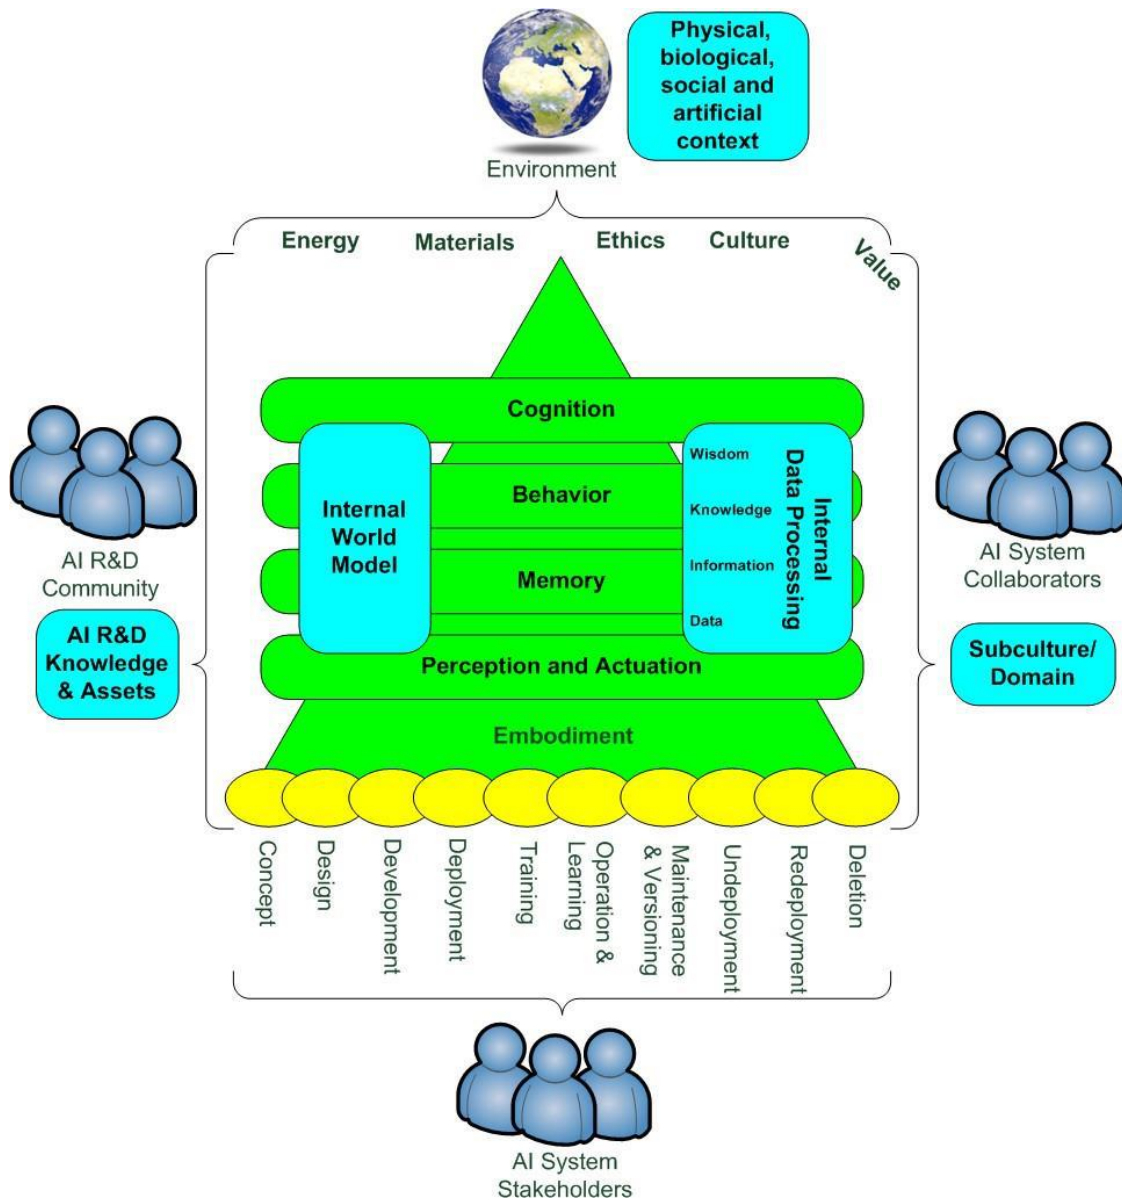 Physical,
biological,
social and
artificial
context
Environment
Energy
Materials
Ethics
Culture
Value
Cognition
Behavior
Memory
Perception and Actuation
Embodiment
Internal
World
Model
Internal
Data Processing
Wisdom
Knowledge
Information
Data
AI R&D
Community
AI R&D
Knowledge
& Assets
AI System
Collaborators
Subculture/
Domain
Concept
Design
Development
Deployment
Training
Operation &
Learning
Maintenance
& Versioning
Undeployment
Redeployment
Deletion
AI System
Stakeholders